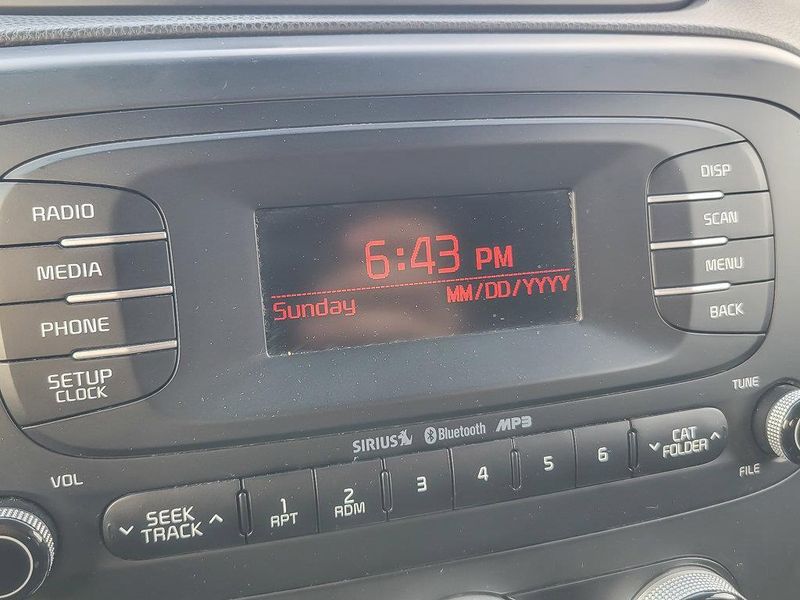 RADIO
MEDIA
PHONE
SETUP
CLOCK
6:43 PM
Sunday MM/DD/YYYY
DISP
SCAN
MENU
BACK
SIRIUS Bluetooth MP3
TUNE
VOL
SEEK
TRACK
1
RPT
2
RDM
3
4
5
6
CAT
FOLDER
FILE